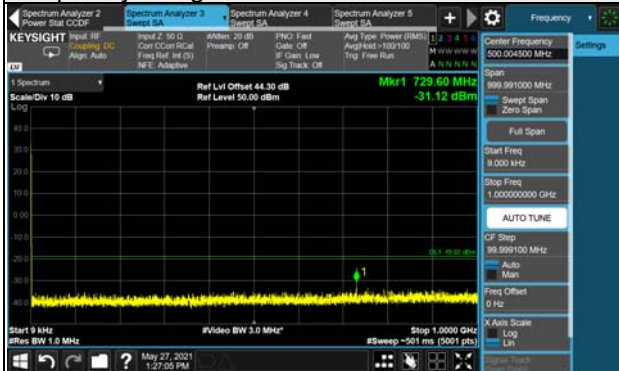 Spectrum Analyzer 2
Power Stat CCDF
Spectrum Analyzer 3
Swept SA
Spectrum Analyzer 4
Swept SA
Spectrum Analyzer 5
Swept SA
Frequency
KEYSIGHT
Input: RF
Coupling: DC
Align: Auto
Input Z: 50 Ω
Corr CCorr RCal
Freq Ref: Int (S)
NFE: Adaptive
#Atten: 20 dB
Preamp: Off
PNO: Fast
Gate: Off
IF Gain: Low
Sig Track: Off
Avg Type: Power (RMS)
Avg|Hold:>100/100
Trig: Free Run
1 2 3 4 5 6
M W W W W W
A N N N N N
1 Spectrum
Scale/Div 10 dB
Log
Ref Lvl Offset 44.30 dB
Ref Level 50.00 dBm
Mkr1 729.60 MHz
-31.12 dBm
40.0
30.0
20.0
10.0
0.00
-10.0
-20.0
-30.0
-40.0
DL1 -19.02 dBm
1
Start 9 kHz
#Res BW 1.0 MHz
#Video BW 3.0 MHz*
Stop 1.0000 GHz
#Sweep ~501 ms (5001 pts)
May 27, 2021
1:27:05 PM
Center Frequency
500.004500 MHz
Settings
Span
999.991000 MHz
Swept Span
Zero Span
Full Span
Start Freq
9.000 kHz
Stop Freq
1.000000000 GHz
AUTO TUNE
CF Step
99.999100 MHz
Auto
Man
Freq Offset
0 Hz
X Axis Scale
Log
Lin
Signal Track